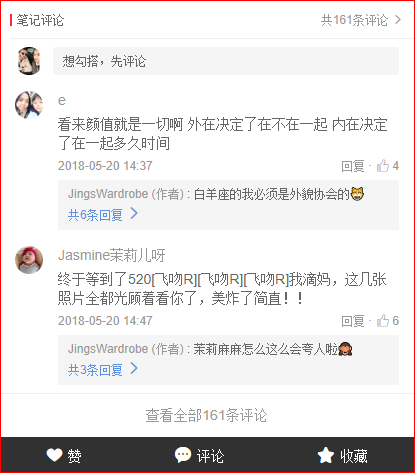 笔记评论
共161条评论 >
想勾搭，先评论
e
看来颜值就是一切啊 外在决定了在不在一起 内在决定
了在一起多久时间
2018-05-20 14:37 回复 · 4
JingsWardrobe (作者) : 白羊座的我必须是外貌协会的😹
共6条回复 >
Jasmine茉莉儿呀
终于等到了520[飞吻R][飞吻R][飞吻R]我滴妈，这几张
照片全都光顾着看你了，美炸了简直！！
2018-05-20 14:47 回复 · 6
JingsWardrobe (作者) : 茉莉麻麻怎么这么会夸人啦🙈
共3条回复 >
查看全部161条评论
赞 评论 收藏